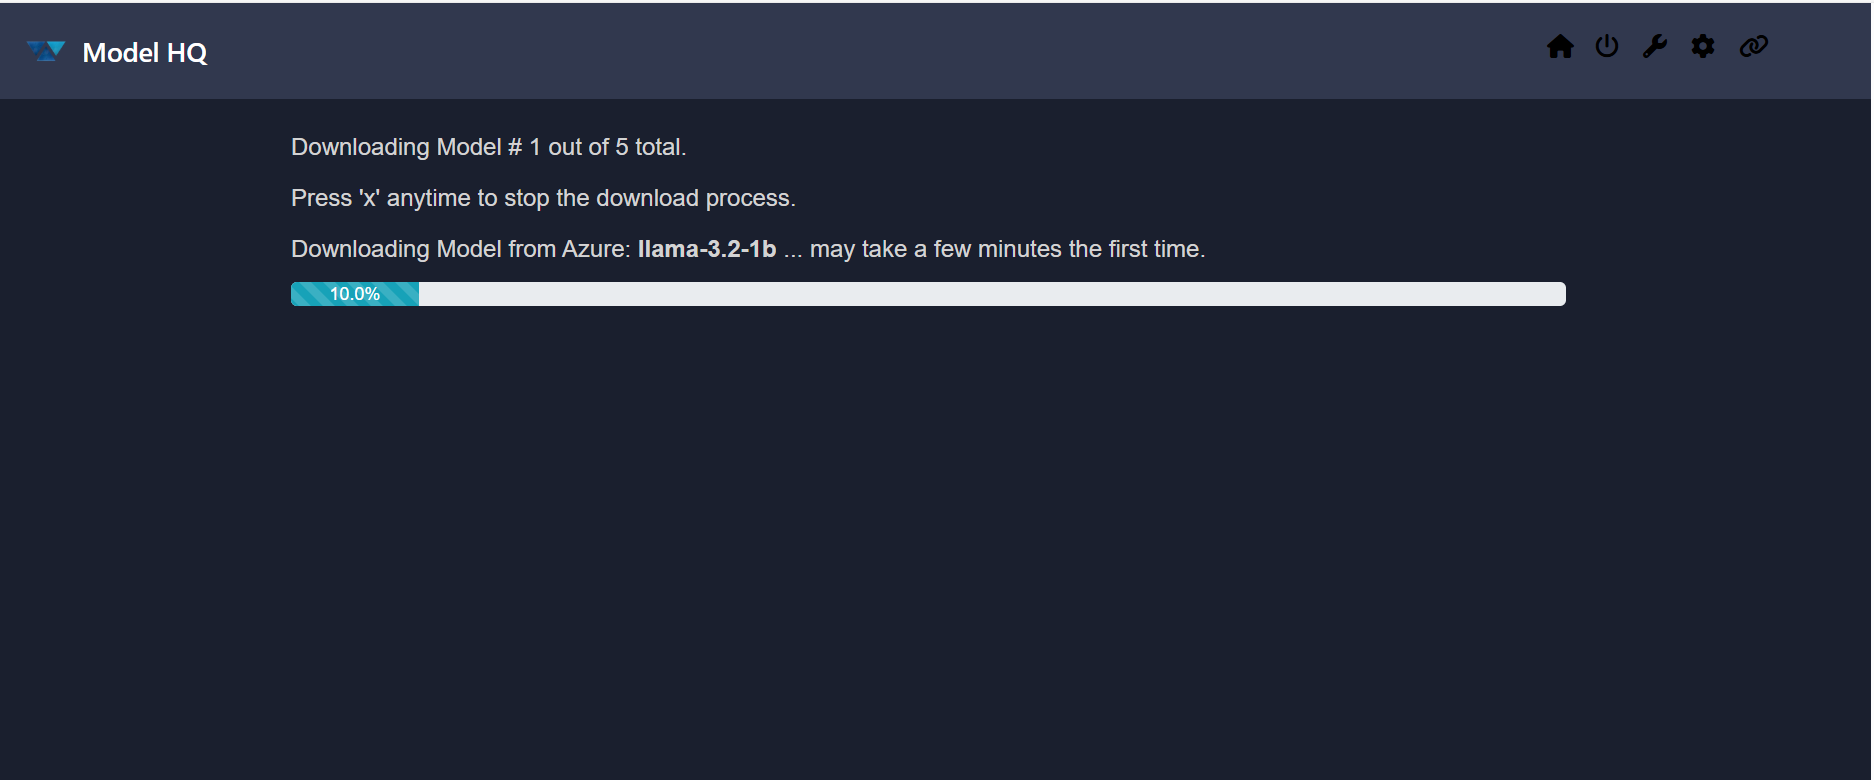 Model HQ
Downloading Model # 1 out of 5 total.
Press 'x' anytime to stop the download process.
Downloading Model from Azure: llama-3.2-1b ... may take a few minutes the first time.
10.0%